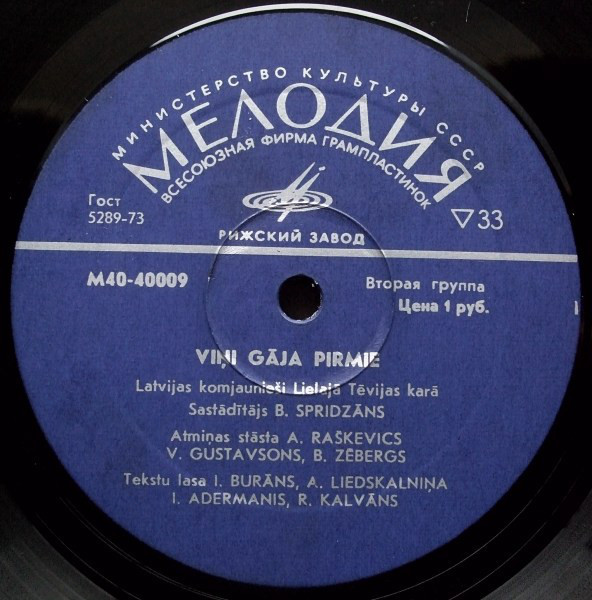 МИНИСТЕРСТВО КУЛЬТУРЫ СССР
МЕЛОДИЯ
ВСЕСОЮЗНАЯ ФИРМА ГРАМПЛАСТИНОК
Гост
5289-73
▽33
РИЖСКИЙ ЗАВОД
М40-40009
Вторая группа
Цена 1 руб.
VIŅI GĀJA PIRMIE
Latvijas komjaunieši Lielajā Tēvijas karā
Sastādītājs B. SPRIDZĀNS
Atmiņas stāsta A. RAŠKEVICS
V. GUSTAVSONS, B. ZĒBERGS
Tekstu lasa I. BURĀNS, A. LIEDSKALNIŅA
I. ADERMANIS, R. KALVĀNS